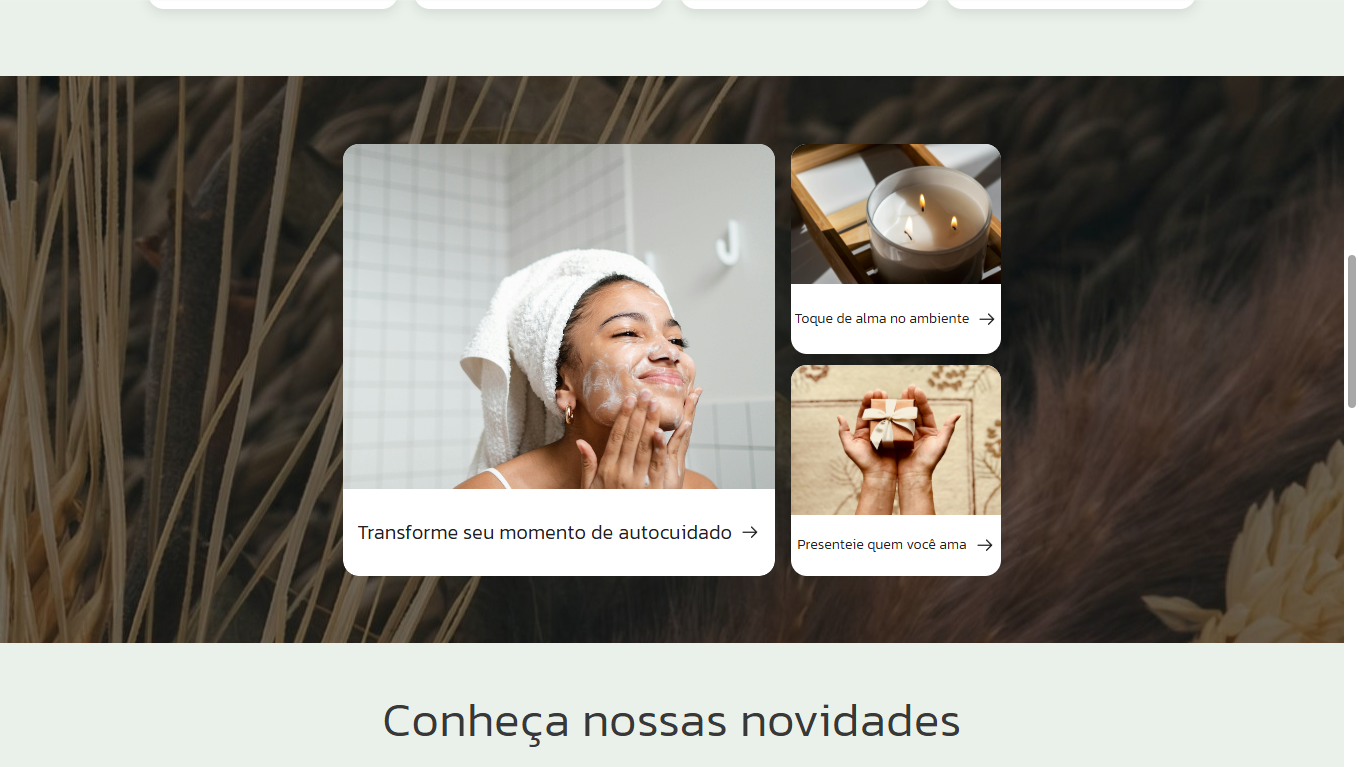 Transforme seu momento de autocuidado
Toque de alma no ambiente
Presenteie quem você ama
Conheça nossas novidades